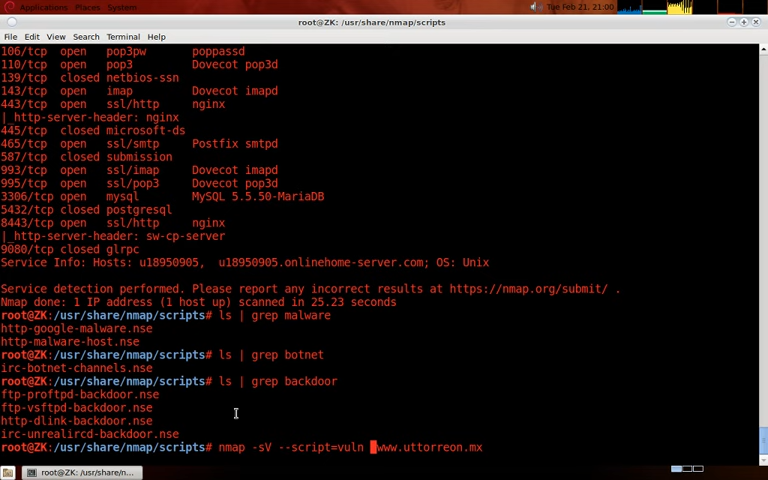 Applications Places System
Tue Feb 21, 21:00
root@ZK: /usr/share/nmap/scripts
File Edit View Search Terminal Help
106/tcp open pop3pw poppassd
110/tcp open pop3 Dovecot pop3d
139/tcp closed netbios-ssn
143/tcp open imap Dovecot imapd
443/tcp open ssl/http nginx
|_http-server-header: nginx
445/tcp closed microsoft-ds
465/tcp open ssl/smtp Postfix smtpd
587/tcp closed submission
993/tcp open ssl/imap Dovecot imapd
995/tcp open ssl/pop3 Dovecot pop3d
3306/tcp open mysql MySQL 5.5.50-MariaDB
5432/tcp closed postgresql
8443/tcp open ssl/http nginx
|_http-server-header: sw-cp-server
9080/tcp closed glrpc
Service Info: Hosts: u18950905, u18950905.onlinehome-server.com; OS: Unix
Service detection performed. Please report any incorrect results at https://nmap.org/submit/ .
Nmap done: 1 IP address (1 host up) scanned in 25.23 seconds
root@ZK:/usr/share/nmap/scripts# ls | grep malware
http-google-malware.nse
http-malware-host.nse
root@ZK:/usr/share/nmap/scripts# ls | grep botnet
irc-botnet-channels.nse
root@ZK:/usr/share/nmap/scripts# ls | grep backdoor
ftp-proftpd-backdoor.nse
ftp-vsftpd-backdoor.nse
http-dlink-backdoor.nse
irc-unrealircd-backdoor.nse
root@ZK:/usr/share/nmap/scripts# nmap -sV --script=vuln www.uttorreon.mx
root@ZK: /usr/share/n...